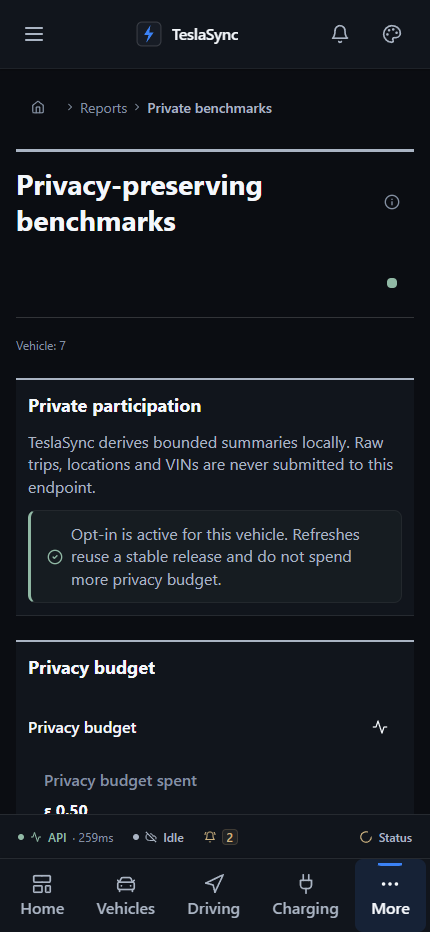 TeslaSync
Reports
Private benchmarks
Privacy-preserving
benchmarks
Vehicle: 7
Private participation
TeslaSync derives bounded summaries locally. Raw
trips, locations and VINs are never submitted to this
endpoint.
Opt-in is active for this vehicle. Refreshes
reuse a stable release and do not spend
more privacy budget.
Privacy budget
Privacy budget
Privacy budget spent
ε 0.50
API · 259ms
Idle
2
Status
Home
Vehicles
Driving
Charging
More